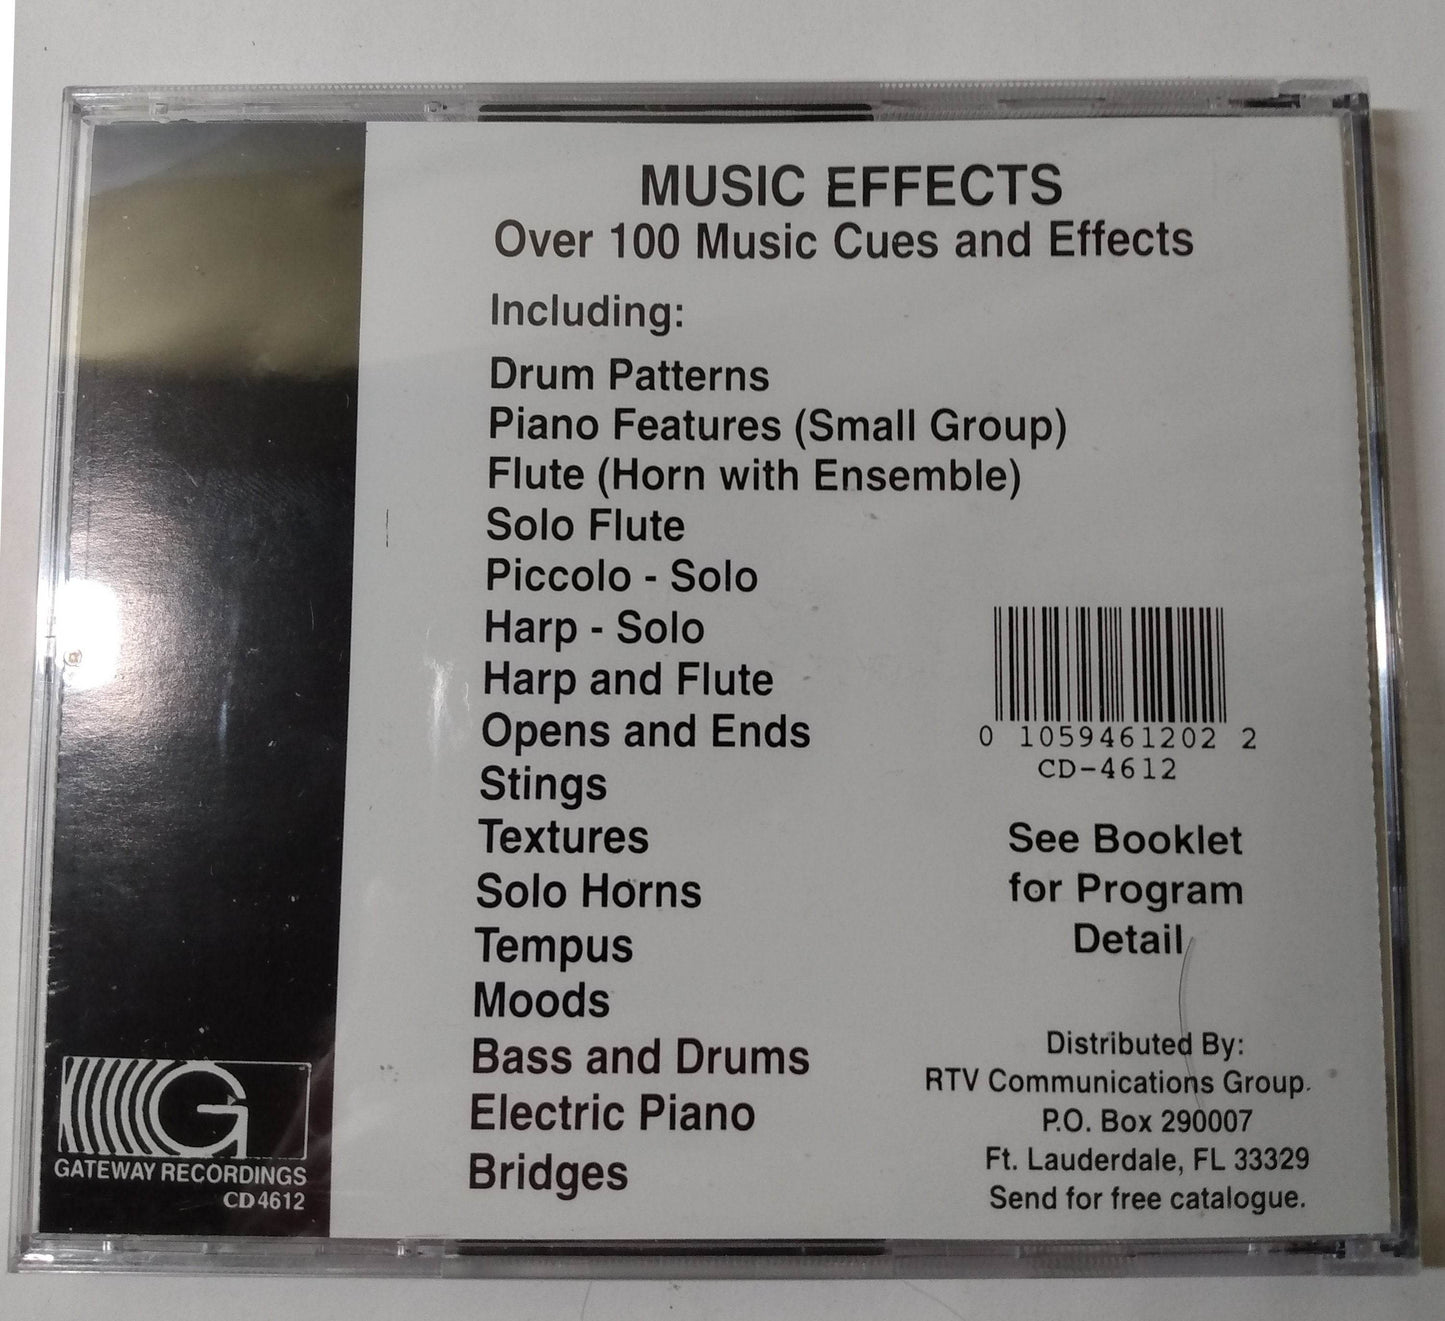 MUSIC EFFECTS
Over 100 Music Cues and Effects
Including:
Drum Patterns
Piano Features (Small Group)
Flute (Horn with Ensemble)
Solo Flute
Piccolo - Solo
Harp - Solo
Harp and Flute
Opens and Ends
Stings
Textures
Solo Horns
Tempus
Moods
Bass and Drums
Electric Piano
Bridges
0 1059461202 2
CD-4612
See Booklet
for Program
Detail
Distributed By:
RTV Communications Group.
P.O. Box 290007
Ft. Lauderdale, FL 33329
Send for free catalogue.
G
GATEWAY RECORDINGS
CD4612